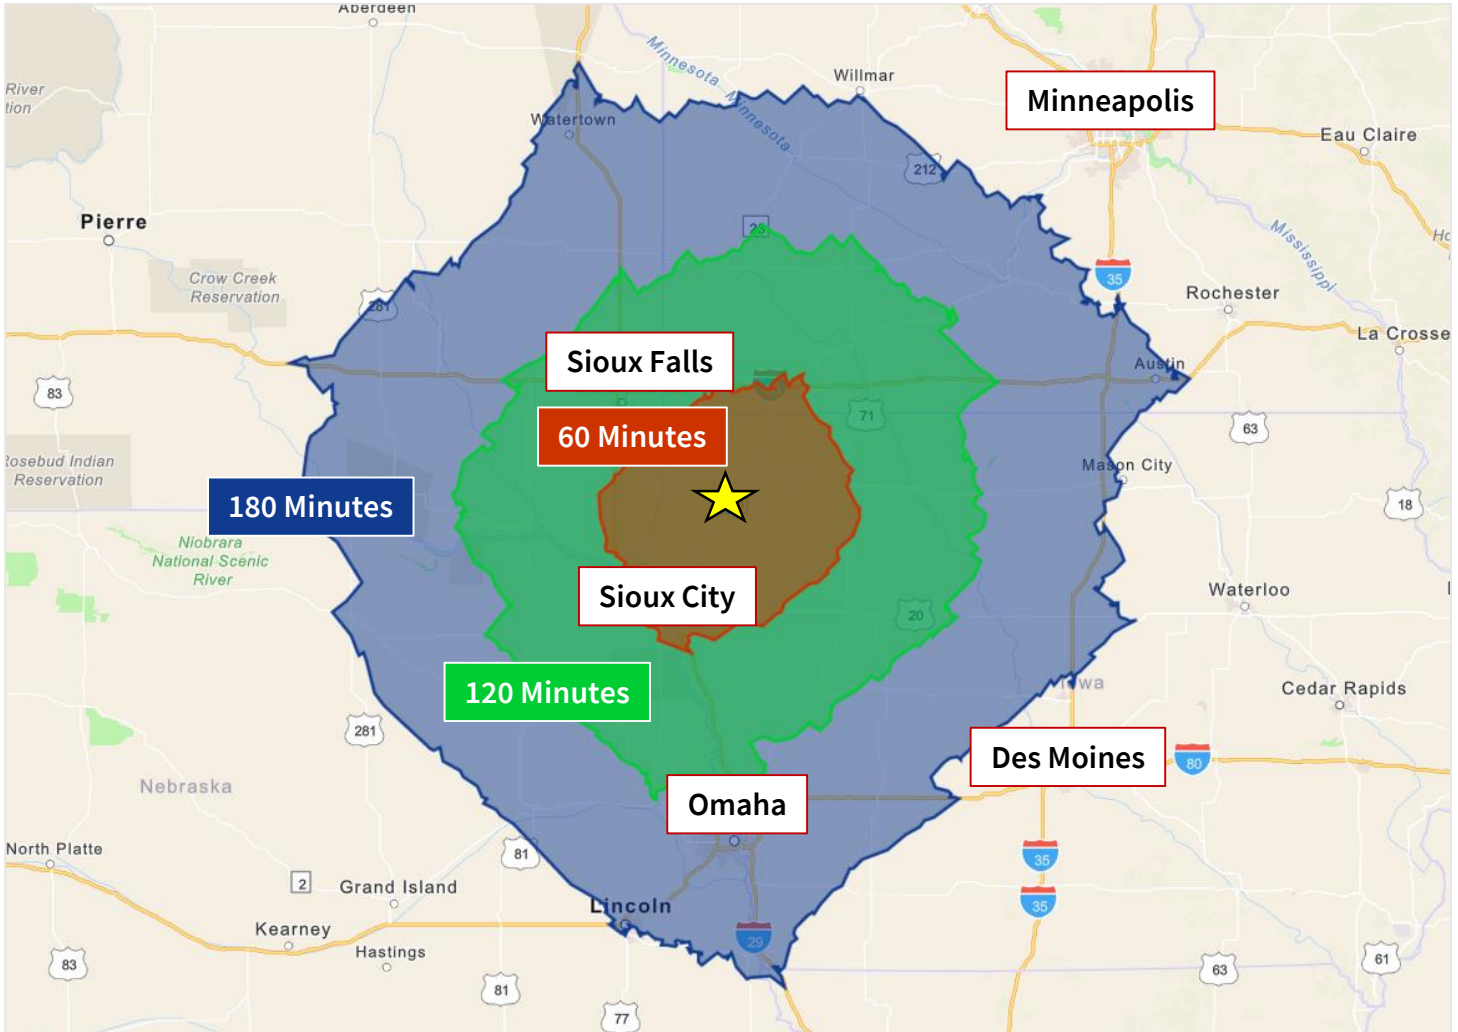 Aberdeen
River
tion
Minnesota
Minnesota
Willmar
Minneapolis
Watertown
Eau Claire
212
Pierre
25
Mississippi
Crow Creek
Reservation
281
35
Rochester
La Crosse
Sioux Falls
Austin
83
60 Minutes
71
63
Rosebud Indian
Reservation
Mason City
180 Minutes
18
Niobrara
National Scenic
River
Sioux City
Waterloo
20
120 Minutes
Iowa
Cedar Rapids
281
Des Moines
80
Nebraska
Omaha
North Platte
81
35
2
Grand Island
Lincoln
35
Kearney
29
Hastings
83
63
61
81
77